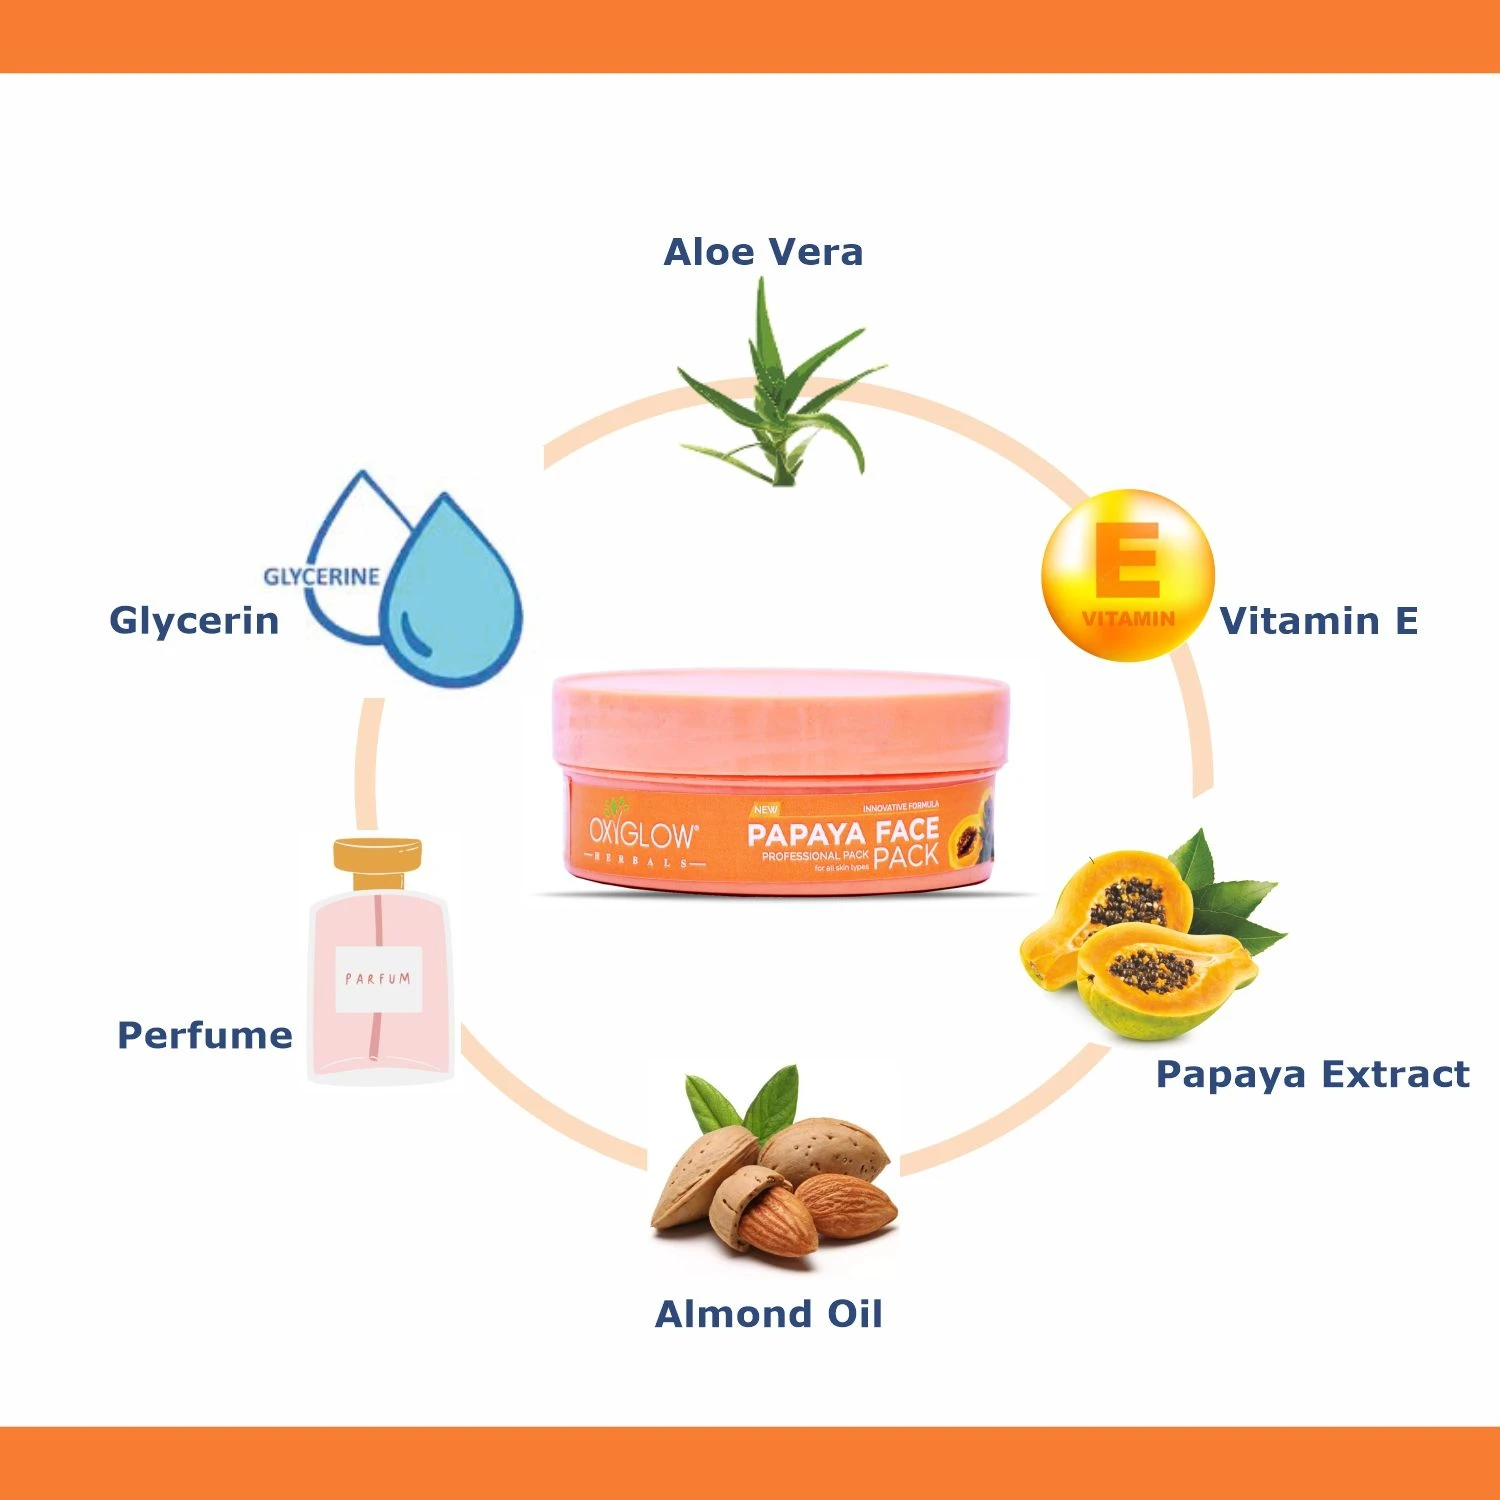 Aloe Vera
GLYCERINE
Glycerin
E
VITAMIN
Vitamin E
OXYGLOW®
HERBALS
NEW
INNOVATIVE FORMULA
PAPAYA FACE
PROFESSIONAL PACK
PACK
for all skin types
PARFUM
Perfume
Papaya Extract
Almond Oil